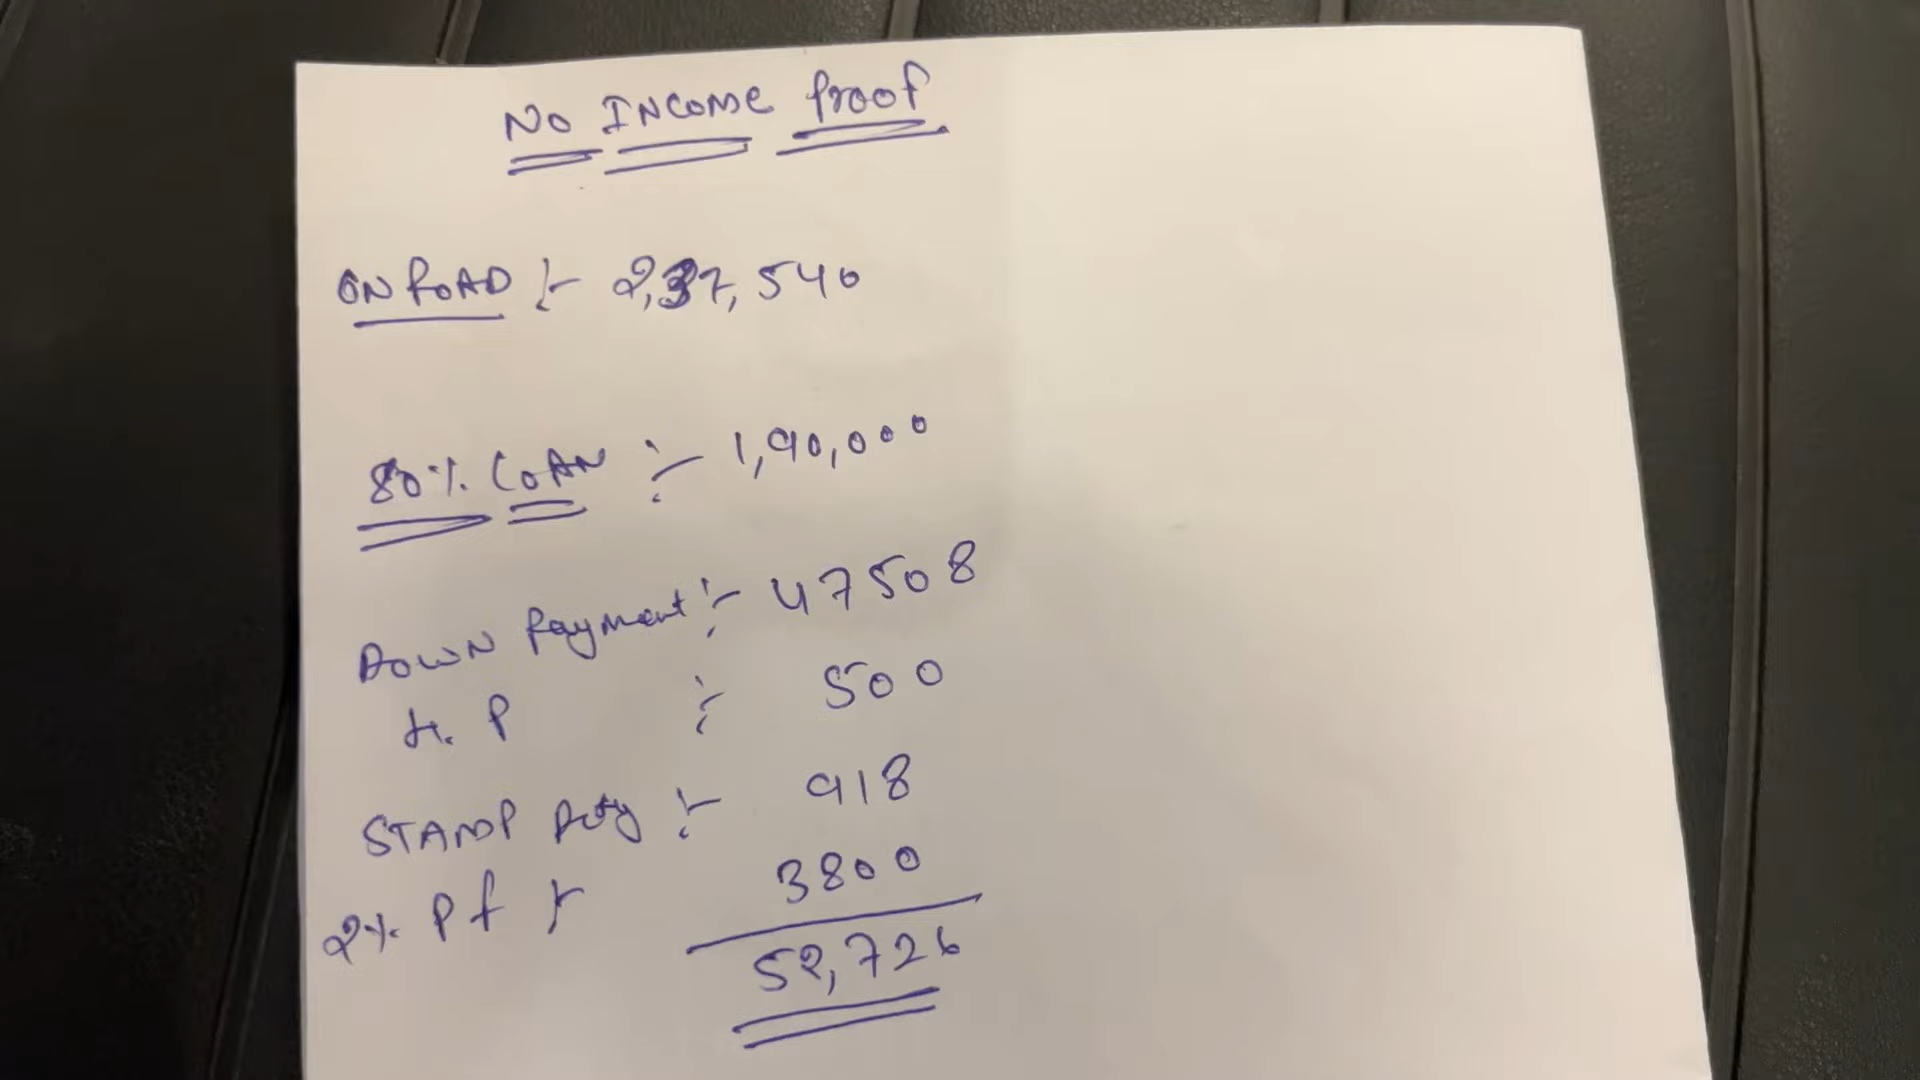 No INCOME Proof
ON ROAD :- 2,37,540
80% LOAN :- 1,90,000
DOWN Payment :- 47508
H. P :- 500
STAMP Duty :- 918
2% P f :- 3800
52,726